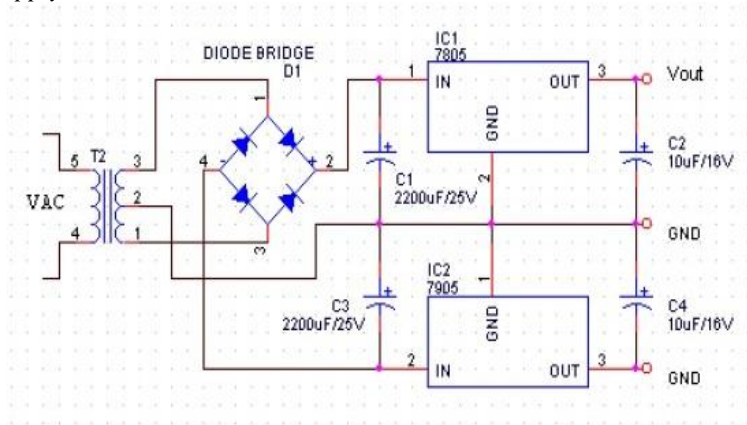 DIODE BRIDGE
D1
IC1
7805
1
IN
OUT
3
Vout
GND
2
1
4
-
+
2
3
C1
2200uF/25V
C2
10uF/16V
T2
5
4
3
2
1
VAC
GND
IC2
7905
1
GND
C3
2200uF/25V
C4
10uF/16V
2
IN
OUT
3
GND